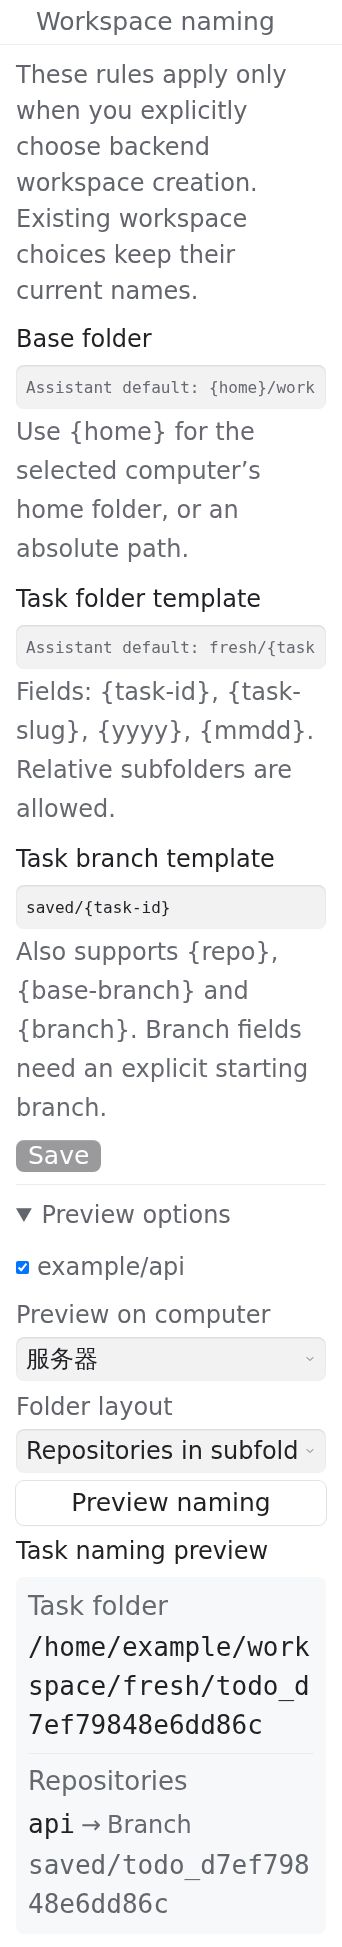 Workspace naming
These rules apply only
when you explicitly
choose backend
workspace creation.
Existing workspace
choices keep their
current names.
Base folder
Assistant default: {home}/work
Use {home} for the
selected computer’s
home folder, or an
absolute path.
Task folder template
Assistant default: fresh/{task
Fields: {task-id}, {task-
slug}, {yyyy}, {mmdd}.
Relative subfolders are
allowed.
Task branch template
saved/{task-id}
Also supports {repo},
{base-branch} and
{branch}. Branch fields
need an explicit starting
branch.
Save
▼ Preview options
example/api
Preview on computer
服务器
Folder layout
Repositories in subfold
Preview naming
Task naming preview
Task folder
/home/example/work
space/fresh/todo_d
7ef79848e6dd86c
Repositories
api → Branch
saved/todo_d7ef798
48e6dd86c